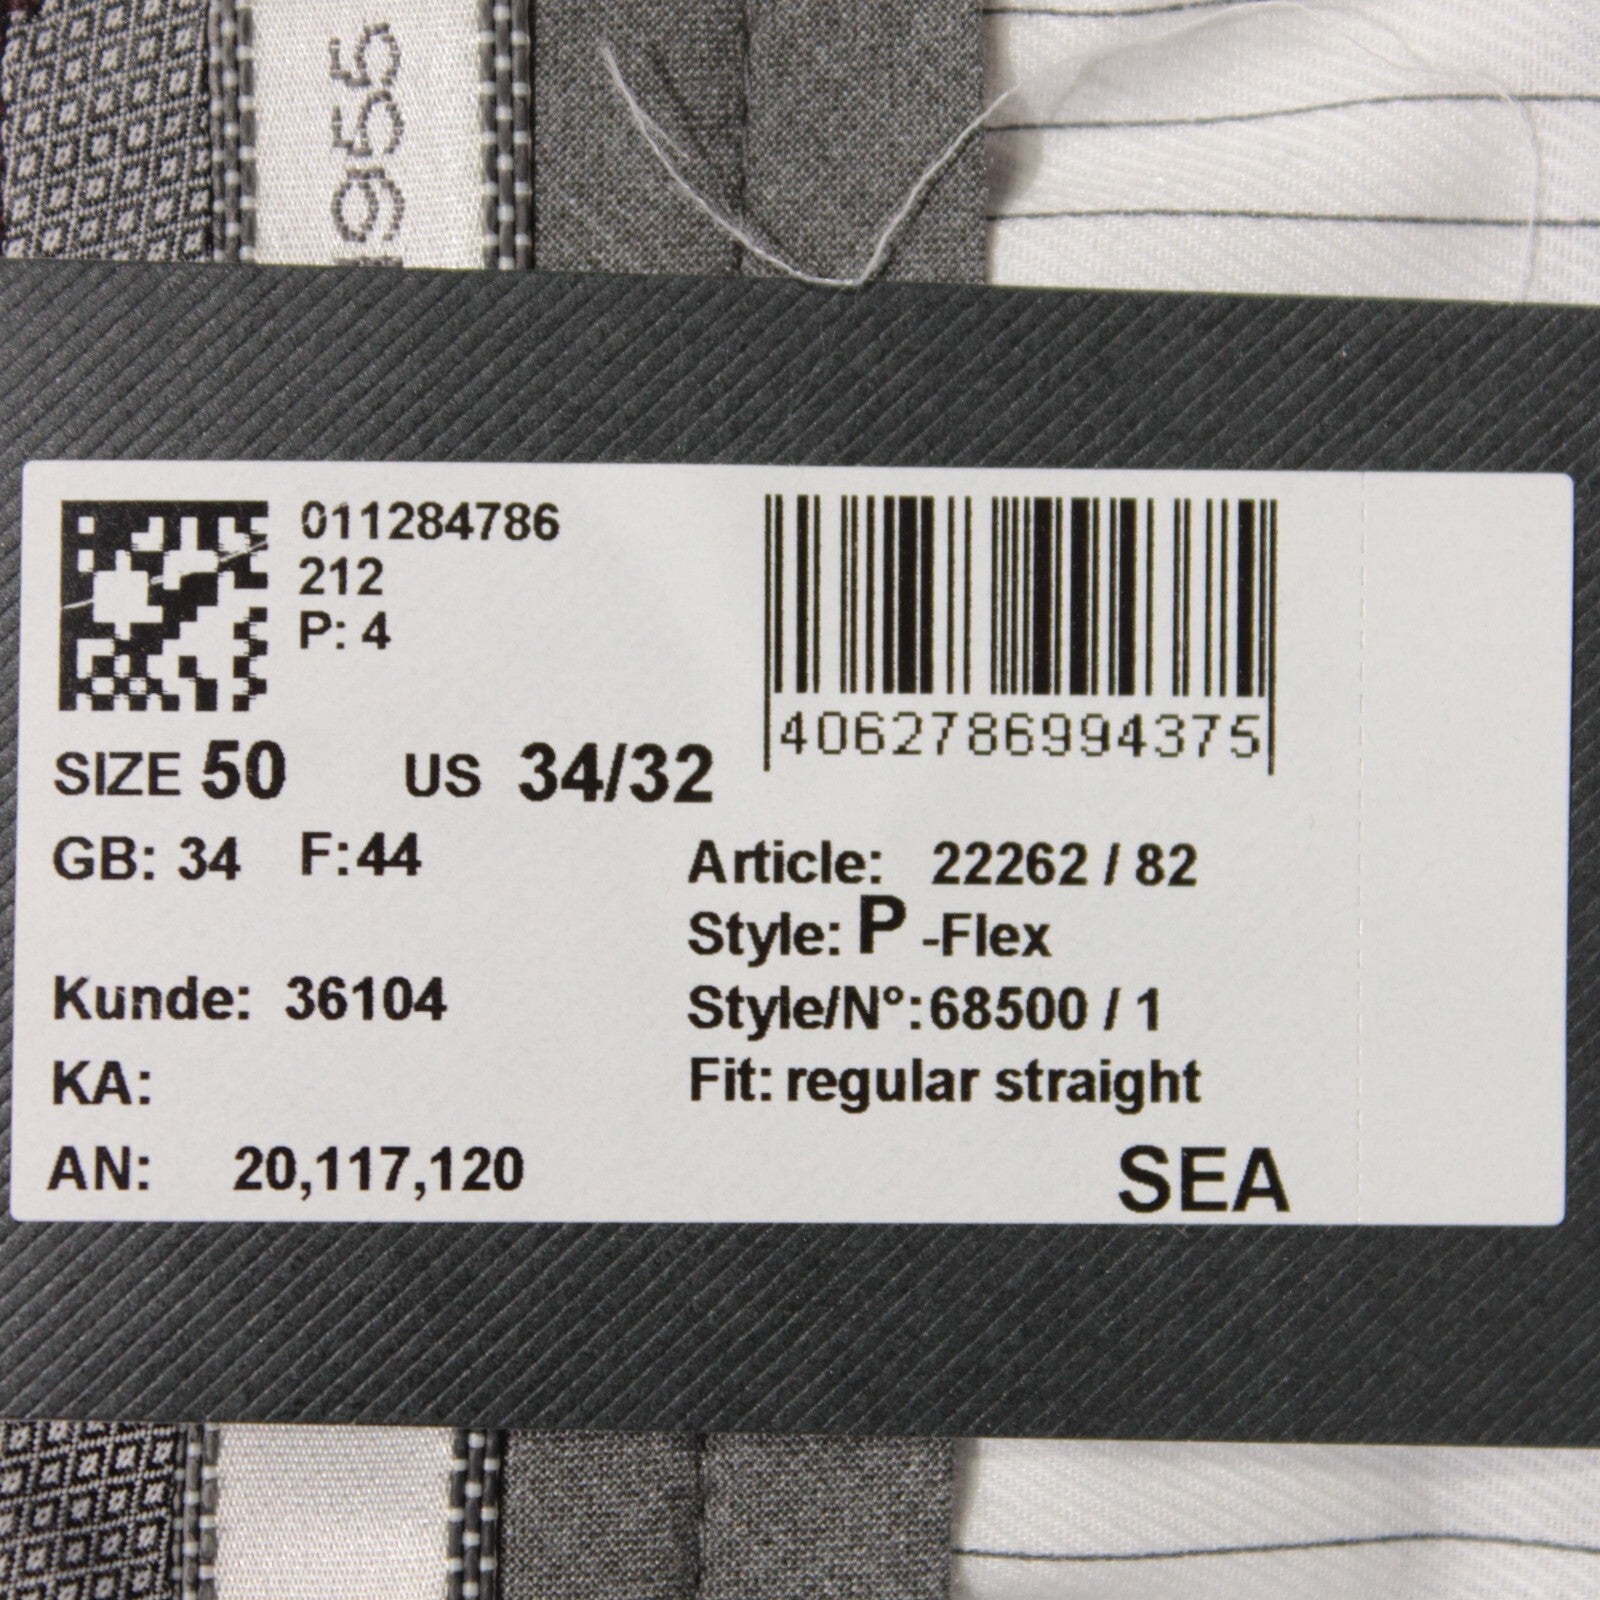 955
011284786
212
P: 4
4062786994375
SIZE 50 US 34/32
GB: 34 F: 44
Article: 22262 / 82
Style: P -Flex
Kunde: 36104
Style/N°: 68500 / 1
KA:
Fit: regular straight
AN: 20,117,120
SEA